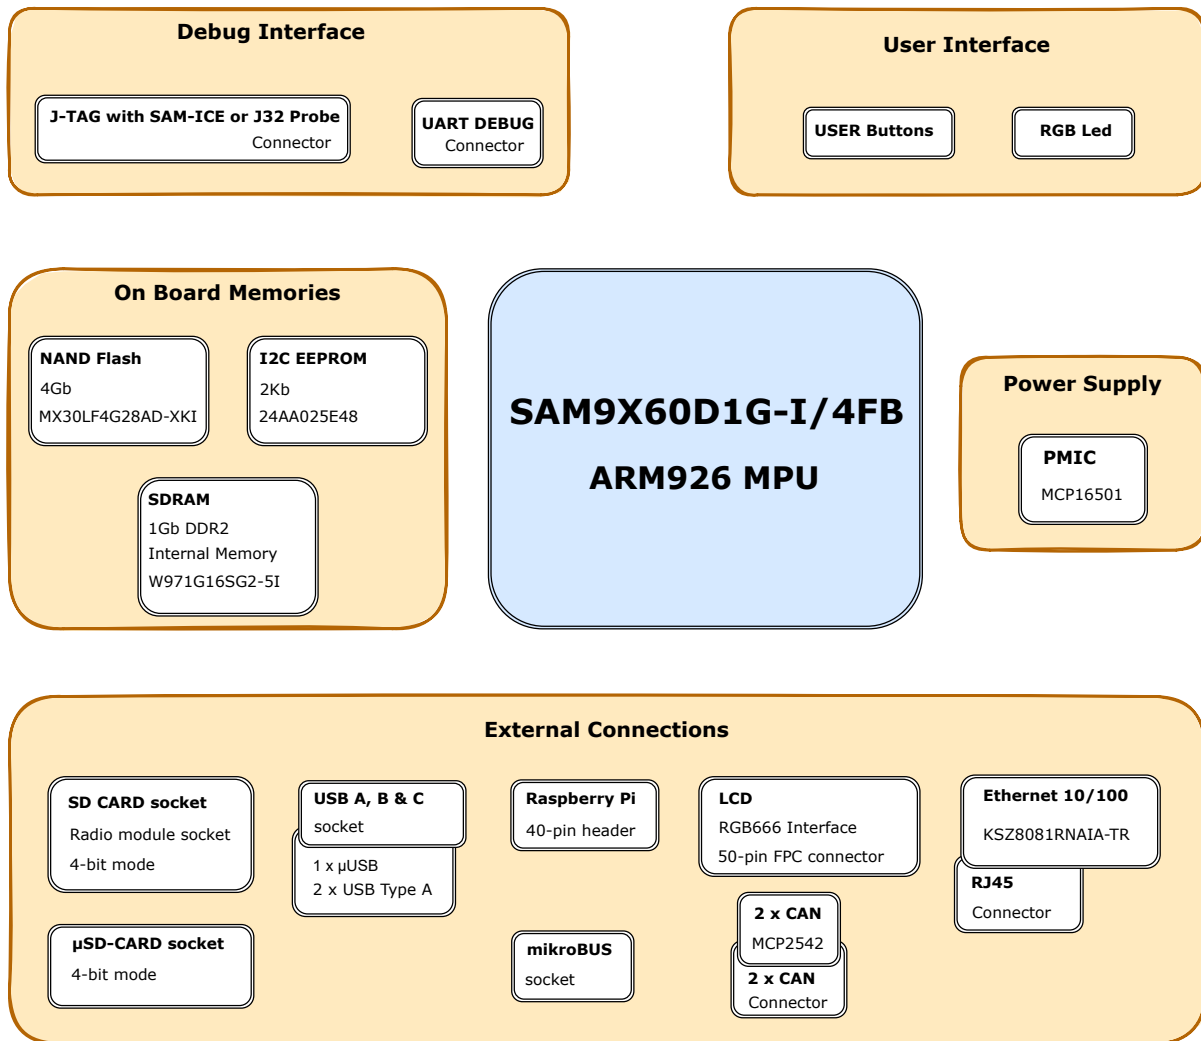 Debug Interface
J-TAG with SAM-ICE or J32 Probe
Connector
UART DEBUG
Connector
User Interface
USER Buttons
RGB Led
On Board Memories
NAND Flash
4Gb
MX30LF4G28AD-XKI
I2C EEPROM
2Kb
24AA025E48
SDRAM
1Gb DDR2
Internal Memory
W971G16SG2-5I
SAM9X60D1G-I/4FB
ARM926 MPU
Power Supply
PMIC
MCP16501
External Connections
SD CARD socket
Radio module socket
4-bit mode
USB A, B & C
socket
1 x µUSB
2 x USB Type A
Raspberry Pi
40-pin header
LCD
RGB666 Interface
50-pin FPC connector
Ethernet 10/100
KSZ8081RNAIA-TR
RJ45
Connector
µSD-CARD socket
4-bit mode
mikroBUS
socket
2 x CAN
MCP2542
2 x CAN
Connector